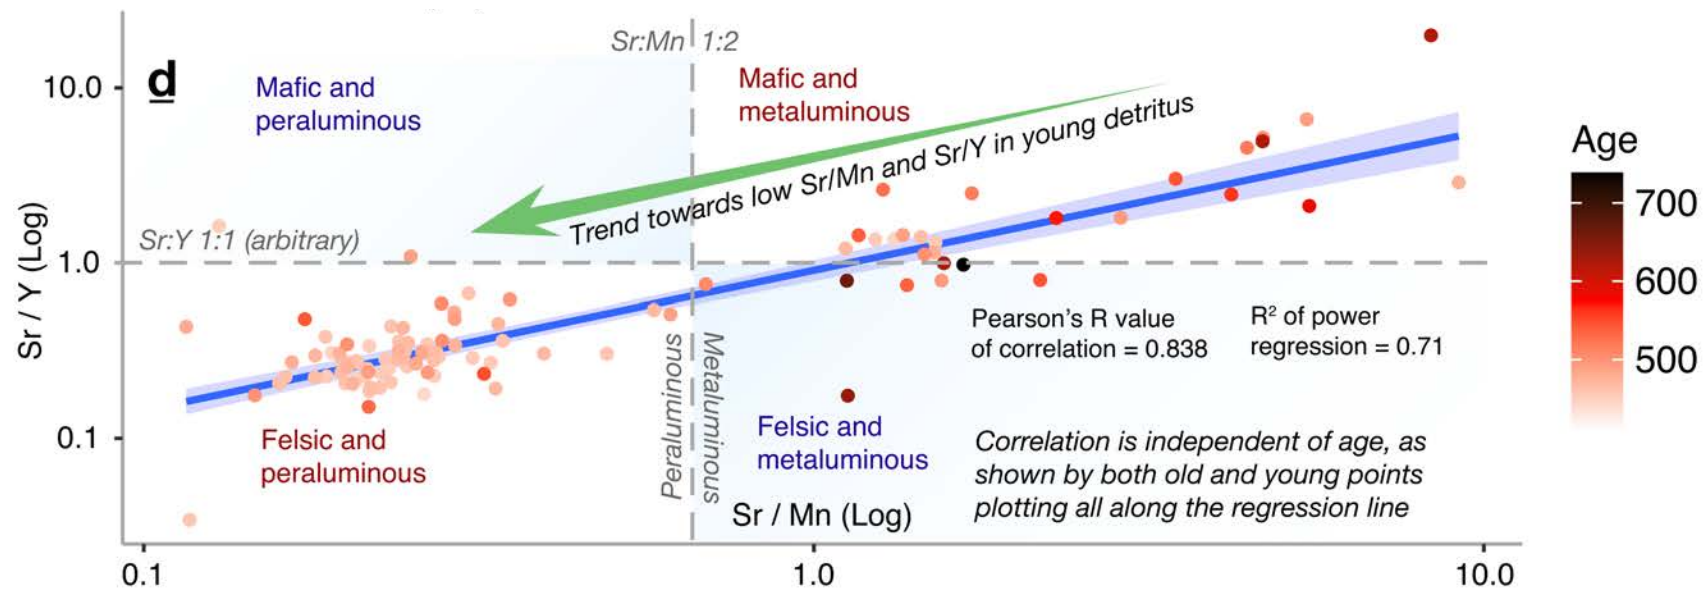 Sr:Mn 1:2
d
10.0
Mafic and
peraluminous
Mafic and
metaluminous
Trend towards low Sr/Mn and Sr/Y in young detritus
Sr:Y 1:1 (arbitrary)
1.0
Sr / Y (Log)
Pearson's R value
of correlation = 0.838
R² of power
regression = 0.71
Peraluminous
Metaluminous
0.1
Felsic and
peraluminous
Felsic and
metaluminous
Correlation is independent of age, as
shown by both old and young points
plotting all along the regression line
Sr / Mn (Log)
0.1
1.0
10.0
Age
700
600
500